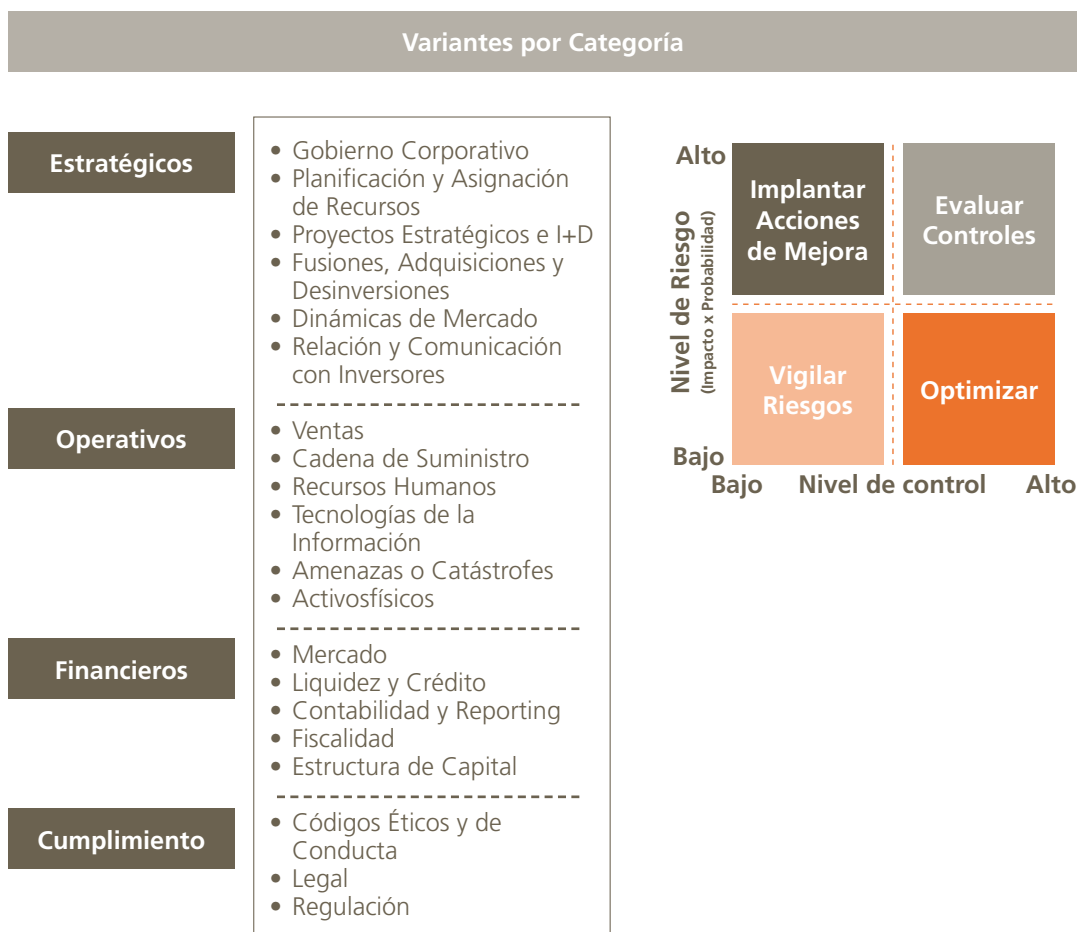 Variantes por Categoría
Estratégicos
• Gobierno Corporativo
• Planificación y Asignación
de Recursos
• Proyectos Estratégicos e I+D
• Fusiones, Adquisiciones y
Desinversiones
• Dinámicas de Mercado
• Relación y Comunicación
con Inversores
Operativos
• Ventas
• Cadena de Suministro
• Recursos Humanos
• Tecnologías de la
Información
• Amenazas o Catástrofes
• Activosfísicos
Financieros
• Mercado
• Liquidez y Crédito
• Contabilidad y Reporting
• Fiscalidad
• Estructura de Capital
Cumplimiento
• Códigos Éticos y de
Conducta
• Legal
• Regulación
Nivel de Riesgo
(Impacto x Probabilidad)
Alto
Implantar
Acciones
de Mejora
Evaluar
Controles
Vigilar
Riesgos
Optimizar
Bajo
Bajo Nivel de control Alto